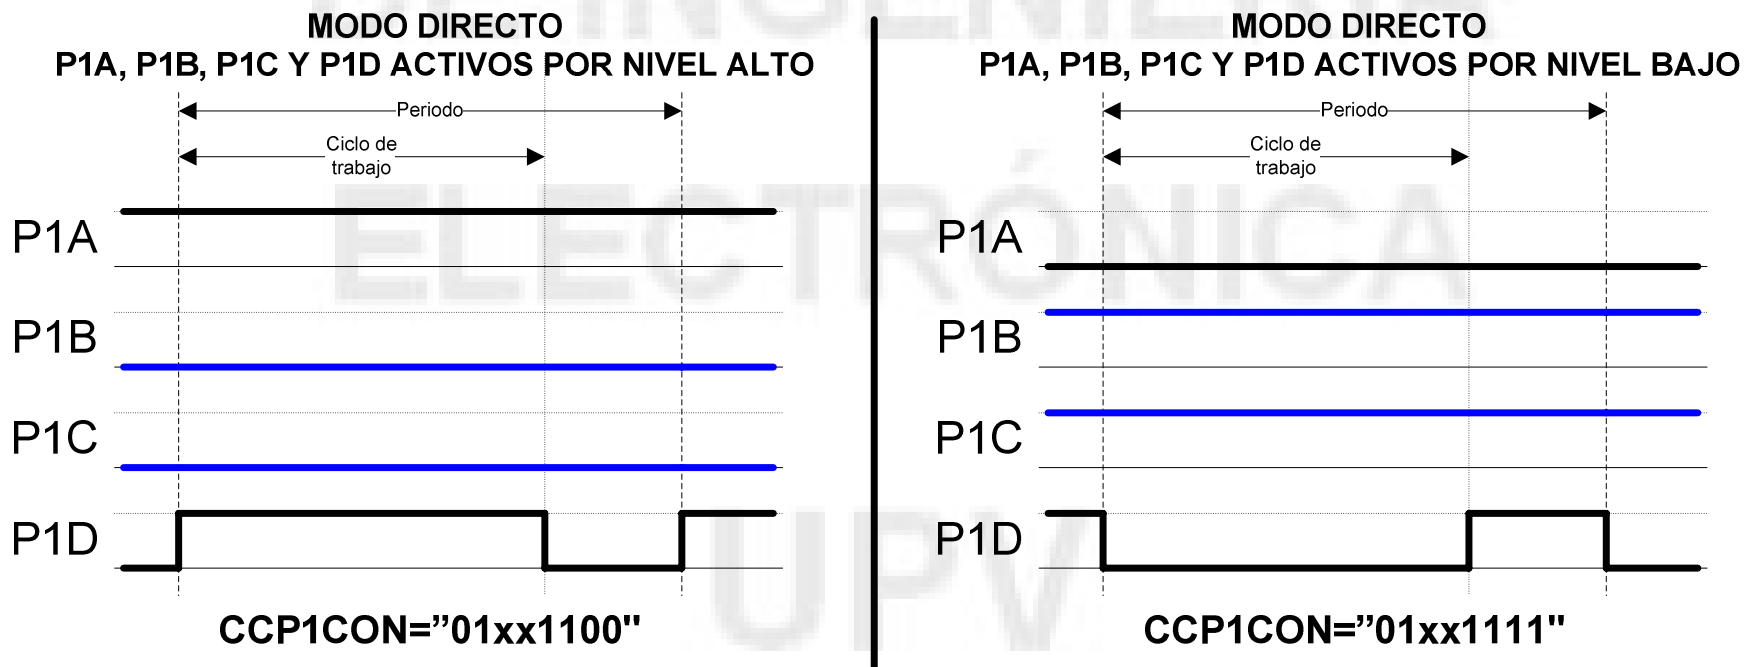 MODO DIRECTO
P1A, P1B, P1C Y P1D ACTIVOS POR NIVEL ALTO
Periodo
Ciclo de
trabajo
P1A
P1B
P1C
P1D
CCP1CON=”01xx1100"
MODO DIRECTO
P1A, P1B, P1C Y P1D ACTIVOS POR NIVEL BAJO
Periodo
Ciclo de
trabajo
P1A
P1B
P1C
P1D
CCP1CON=”01xx1111"
ELECTRÓNICA
UPV